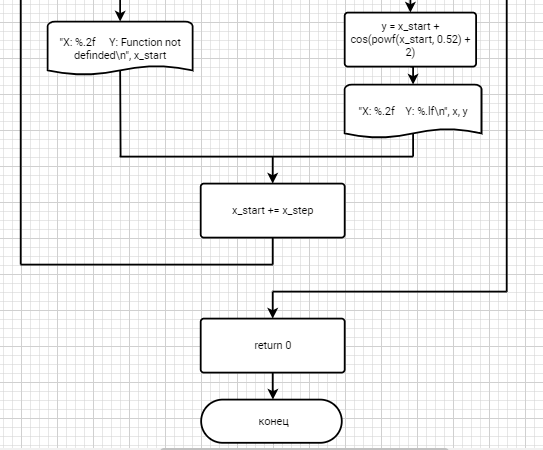 "X: %.2f    Y: Function not
definded\n", x_start
y = x_start +
cos(powf(x_start, 0.52) +
2)
"X: %.2f    Y: %.lf\n", x, y
x_start += x_step
return 0
конец